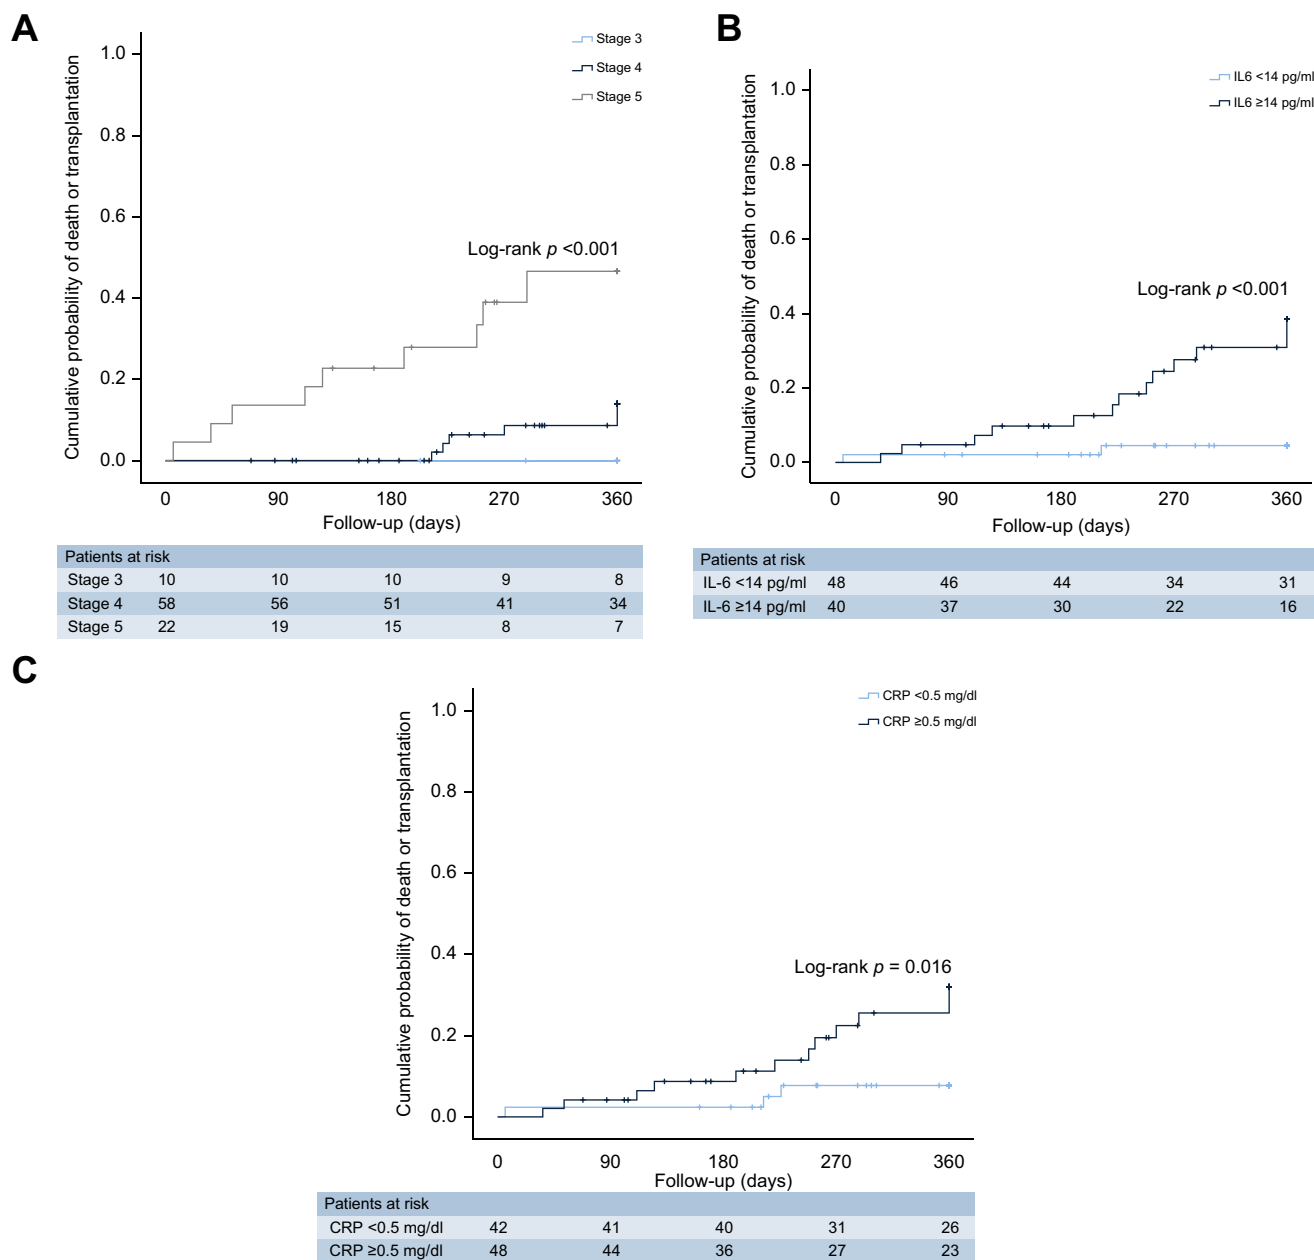 A
Stage 3
Stage 4
Stage 5
Cumulative probability of death or transplantation
1.0
0.8
0.6
0.4
0.2
0.0
Log-rank p <0.001
0 90 180 270 360
Follow-up (days)
Patients at risk
Stage 3 10 10 10 9 8
Stage 4 58 56 51 41 34
Stage 5 22 19 15 8 7
B
IL6 <14 pg/ml
IL6 ≥14 pg/ml
Cumulative probability of death or transplantation
1.0
0.8
0.6
0.4
0.2
0.0
Log-rank p <0.001
0 90 180 270 360
Follow-up (days)
Patients at risk
IL-6 <14 pg/ml 48 46 44 34 31
IL-6 ≥14 pg/ml 40 37 30 22 16
C
CRP <0.5 mg/dl
CRP ≥0.5 mg/dl
Cumulative probability of death or transplantation
1.0
0.8
0.6
0.4
0.2
0.0
Log-rank p = 0.016
0 90 180 270 360
Follow-up (days)
Patients at risk
CRP <0.5 mg/dl 42 41 40 31 26
CRP ≥0.5 mg/dl 48 44 36 27 23